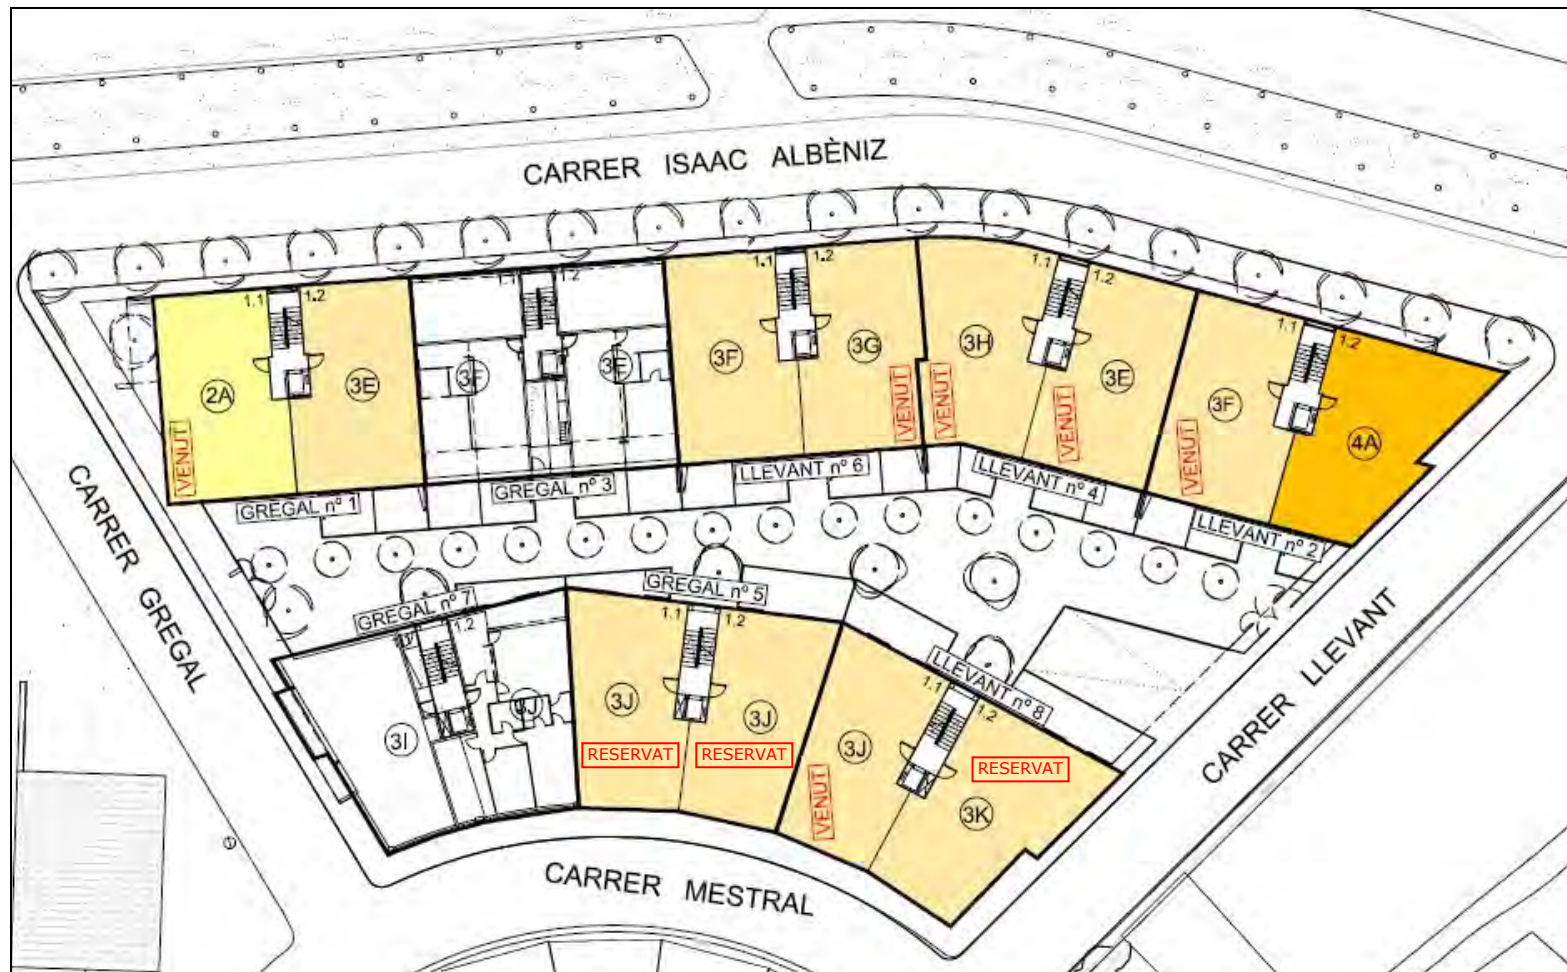 CARRER ISAAC ALBÈNIZ
1.1 1.2
2A
3E
VENUT
GREGAL nº 1
1.1 1.2
3F
3E
GREGAL nº 3
1.1 1.2
3F
3G
VENUT
LLEVANT nº 6
1.1 1.2
3H
3E
VENUT
VENUT
LLEVANT nº 4
1.1 1.2
3F
4A
VENUT
LLEVANT nº 2
CARRER GREGAL
GREGAL nº 7
1.2
3I
GREGAL nº 5
1.1 1.2
3J
3J
RESERVAT
RESERVAT
LLEVANT nº 8
1.1 1.2
3J
3K
VENUT
RESERVAT
CARRER LLEVANT
CARRER MESTRAL